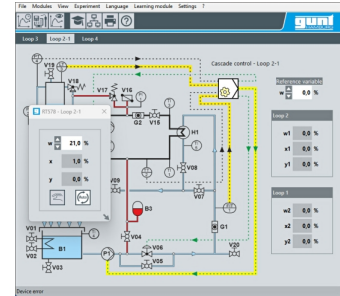 File Modules View Experiment Language Learning module Settings ?
gunt
Loop 3 Loop 2-1 Loop 4
Cascade control - Loop 2-1
V19
V18
V17 V16
G2 V15
Reference variable
w 0,0 %
RT578 - Loop 2-1
w 21,0 %
x 1,0 %
y 0,0 %
H1
Loop 2
w1 0,0 %
x1 0,0 %
y1 0,0 %
V08
V09
V07
B3
Loop 1
w2 0,0 %
x2 0,0 %
y2 0,0 %
G1
V01
V02
V03
B1
V04
P1
V06
V05
V20
Device error